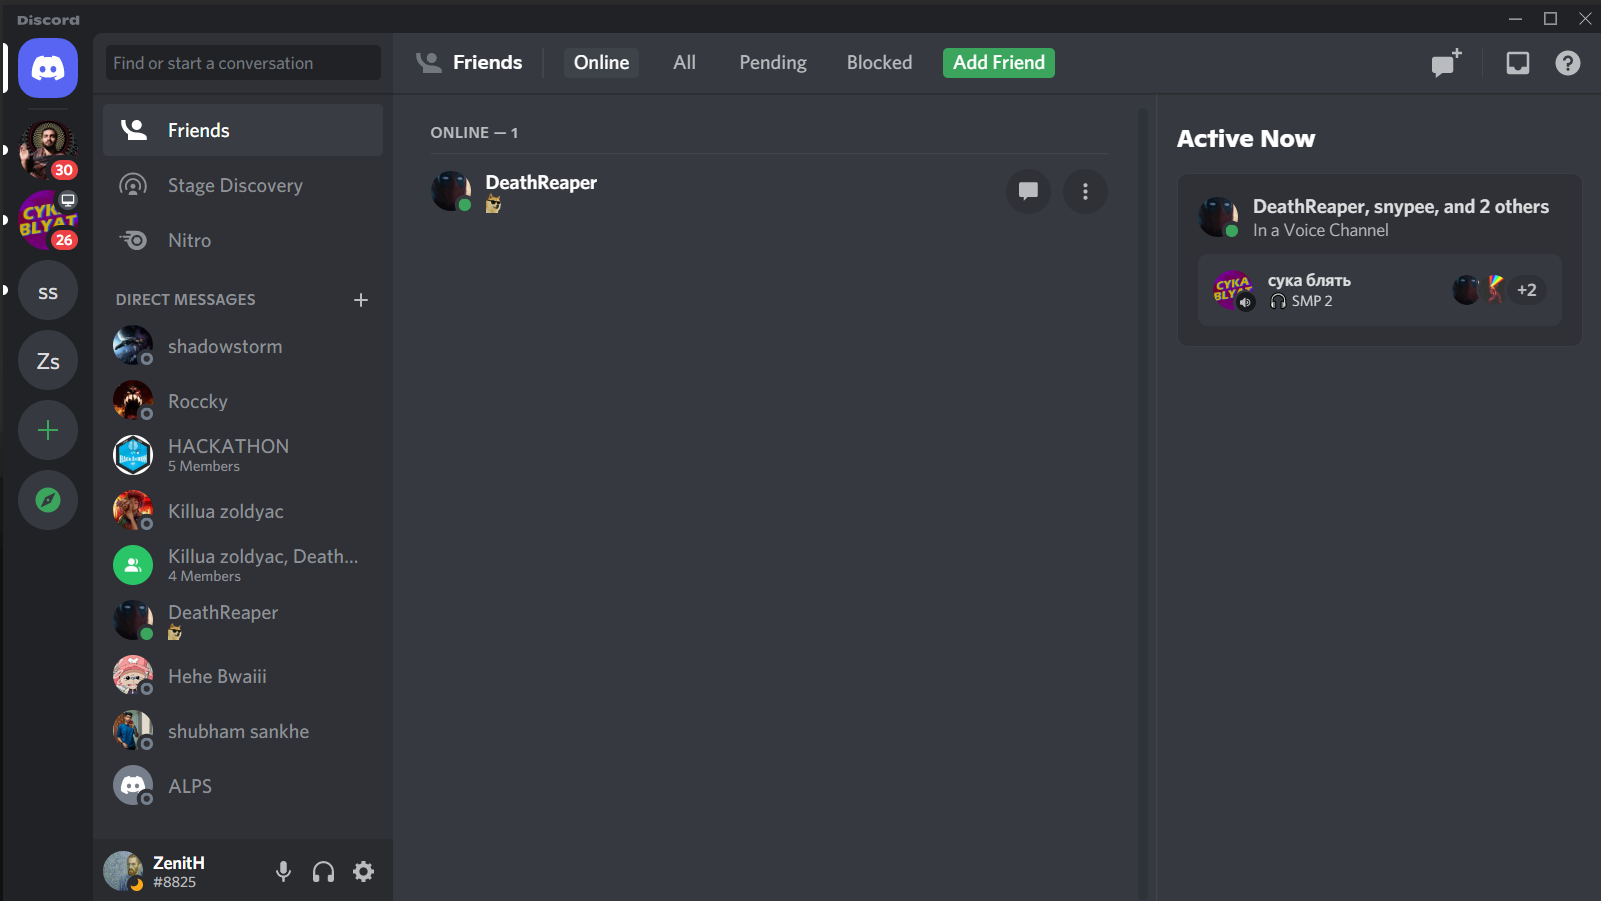 Discord
Find or start a conversation
Friends
Online
All
Pending
Blocked
Add Friend
30
CYKA
BLYAT
26
ss
Zs
Friends
Stage Discovery
Nitro
DIRECT MESSAGES
shadowstorm
Roccky
HACKATHON
5 Members
Killua zoldyac
Killua zoldyac, Death...
4 Members
DeathReaper
Hehe Bwaiii
shubham sankhe
ALPS
ZenitH
#8825
ONLINE — 1
DeathReaper
Active Now
DeathReaper, snypee, and 2 others
In a Voice Channel
CYKA
BLYAT
сука блять
SMP 2
+2